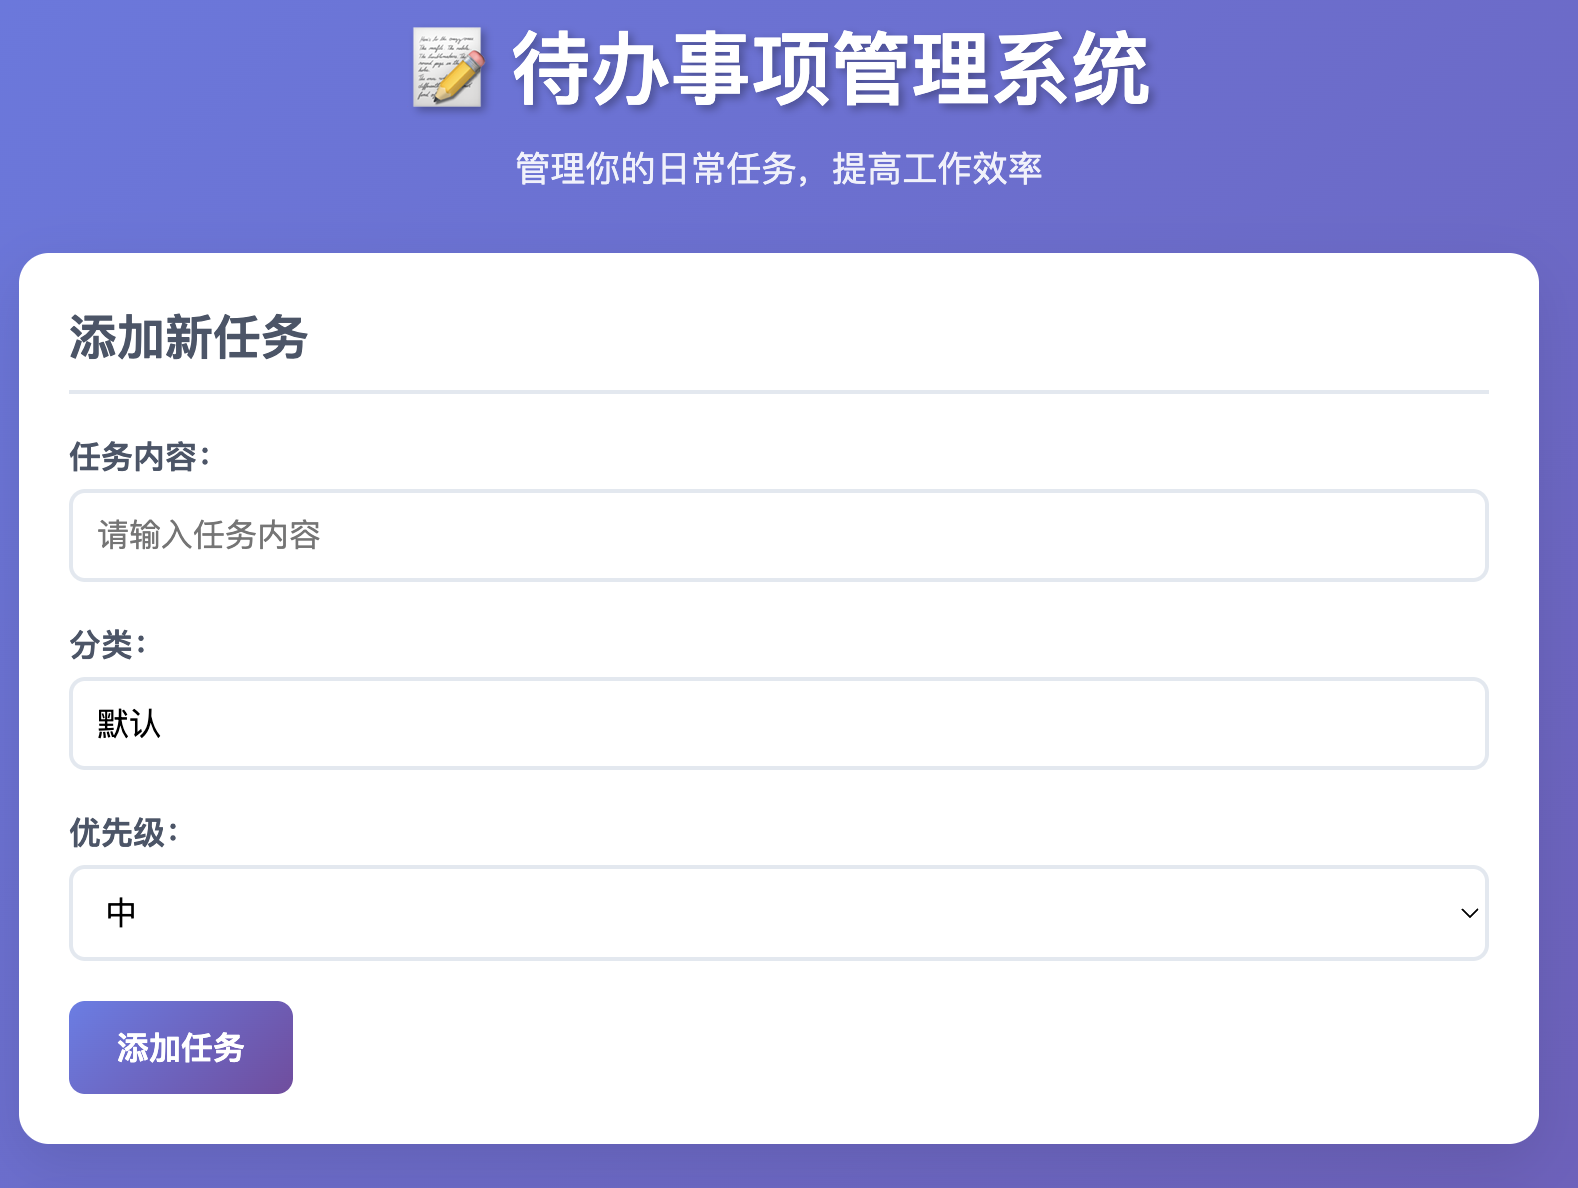 待办事项管理系统
管理你的日常任务，提高工作效率
添加新任务
任务内容：
请输入任务内容
分类：
默认
优先级：
中
添加任务